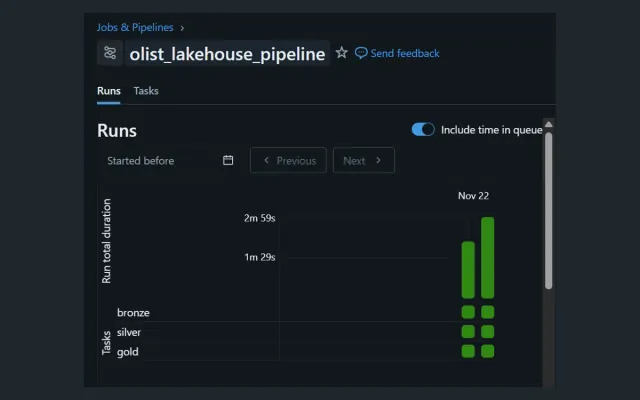 Jobs & Pipelines ›
olist_lakehouse_pipeline
Send feedback
Runs Tasks
Runs
Include time in queue
Started before
Previous
Next
Nov 22
Run total duration
2m 59s
1m 29s
Tasks
bronze
silver
gold